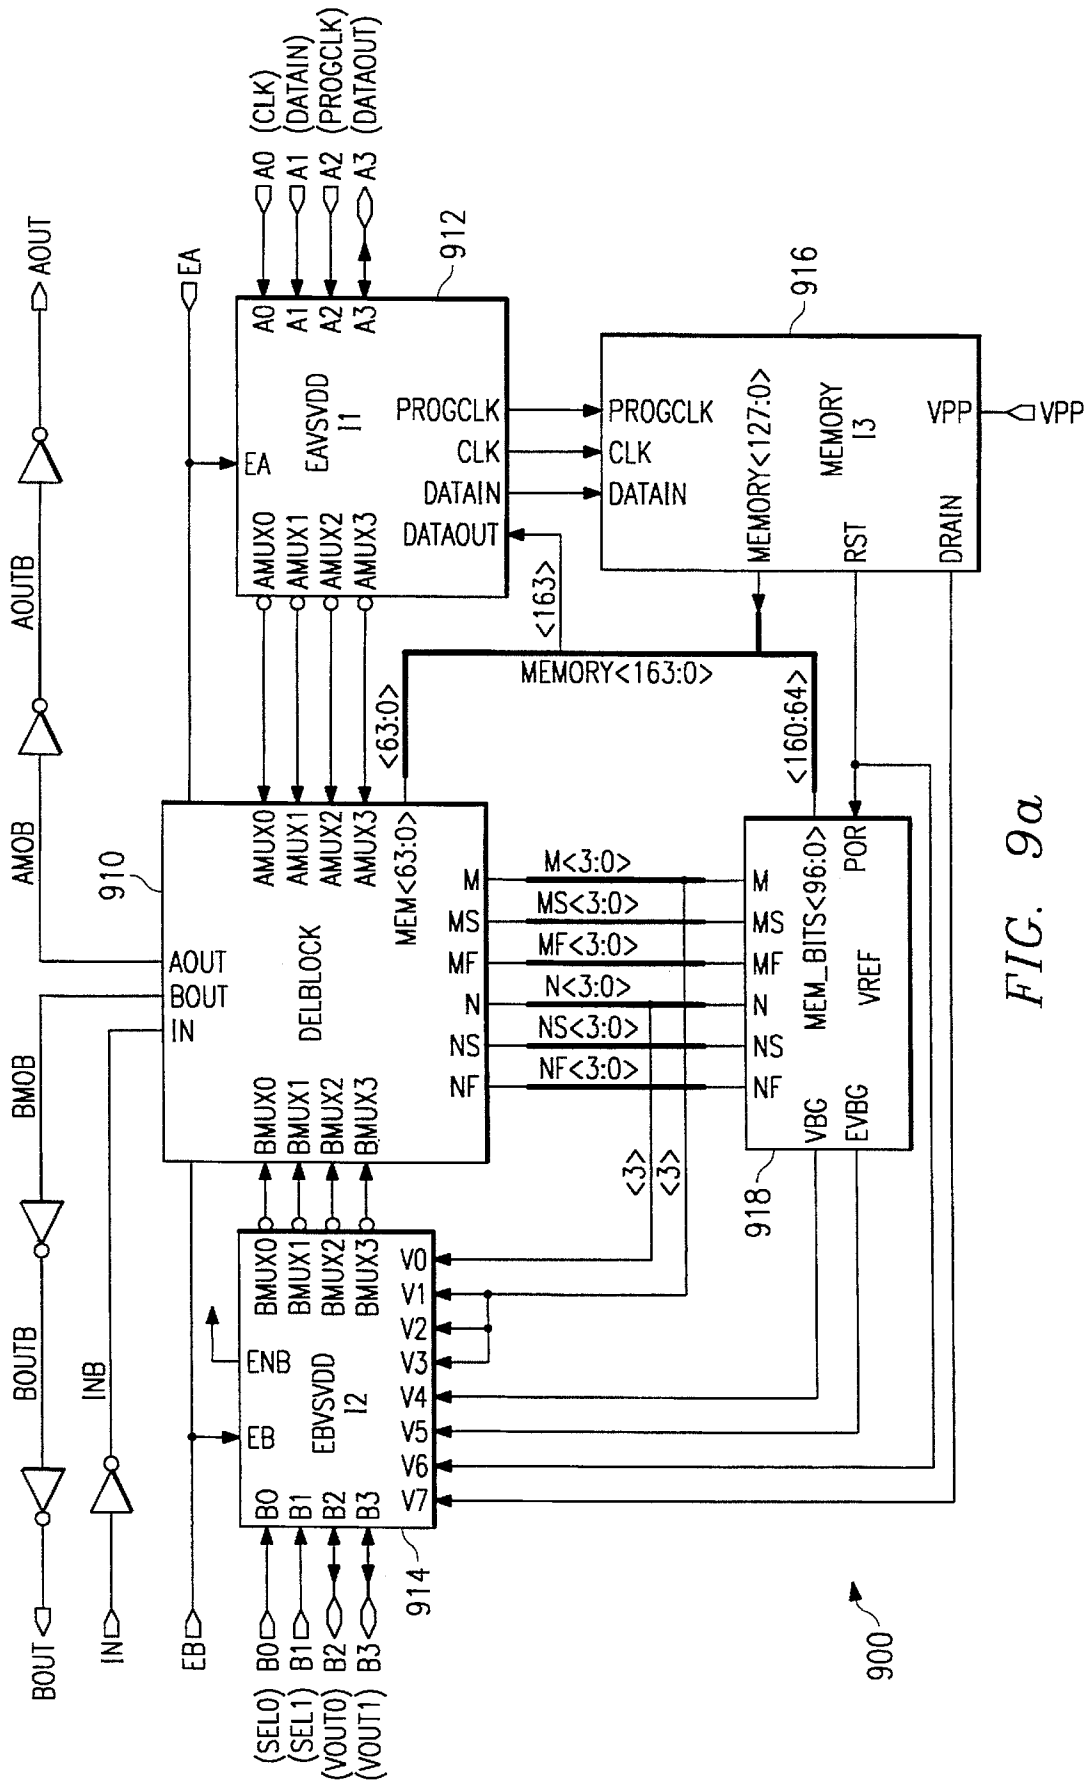 BOUT
BOUTB
BMOB
AMOB
AOUTB
AOUT
IN
INB
910
AOUT
BOUT
IN
DELBLOCK
BMUX0
BMUX1
BMUX2
BMUX3
AMUX0
AMUX1
AMUX2
AMUX3
MEM<63:0>
NF
NS
N
MF
MS
M
EB
EA
(SEL0) B0
(SEL1) B1
(VOUT0) B2
(VOUT1) B3
B0
B1
B2
B3
EB
ENB
EBVSVDD
I2
BMUX0
BMUX1
BMUX2
BMUX3
V7
V6
V5
V4
V3
V2
V1
V0
914
AMUX0
AMUX1
AMUX2
AMUX3
EA
EAVSVDD
I1
A0
A1
A2
A3
A0 (CLK)
A1 (DATAIN)
A2 (PROGCLK)
A3 (DATAOUT)
DATAOUT
DATAIN
CLK
PROGCLK
912
<63:0>
<163>
MEMORY<163:0>
<160:64>
NF<3:0>
NS<3:0>
N<3:0>
MF<3:0>
MS<3:0>
M<3:0>
<3>
<3>
NF
NS
N
MF
MS
M
MEM_BITS<96:0>
VREF
VBG
EVBG
POR
918
DATAIN
CLK
PROGCLK
MEMORY<127:0>
MEMORY
I3
RST
DRAIN
VPP
VPP
916
900
FIG. 9a